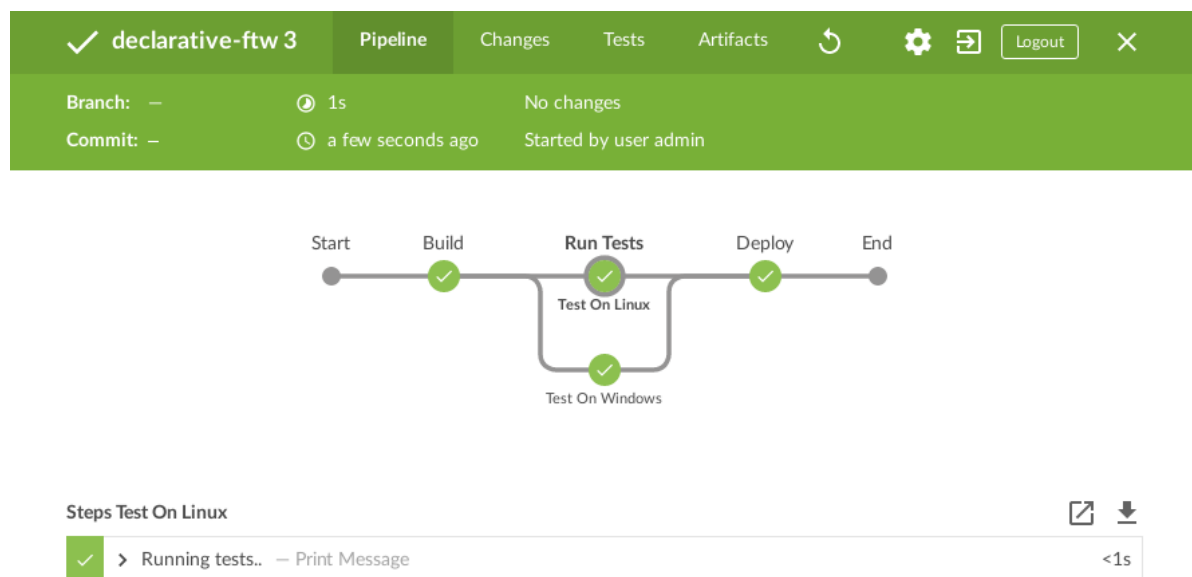 declarative-ftw 3 Pipeline Changes Tests Artifacts Logout
Branch: — 1s No changes
Commit: — a few seconds ago Started by user admin
Start Build Run Tests Deploy End
Test On Linux
Test On Windows
Steps Test On Linux
Running tests.. — Print Message <1s